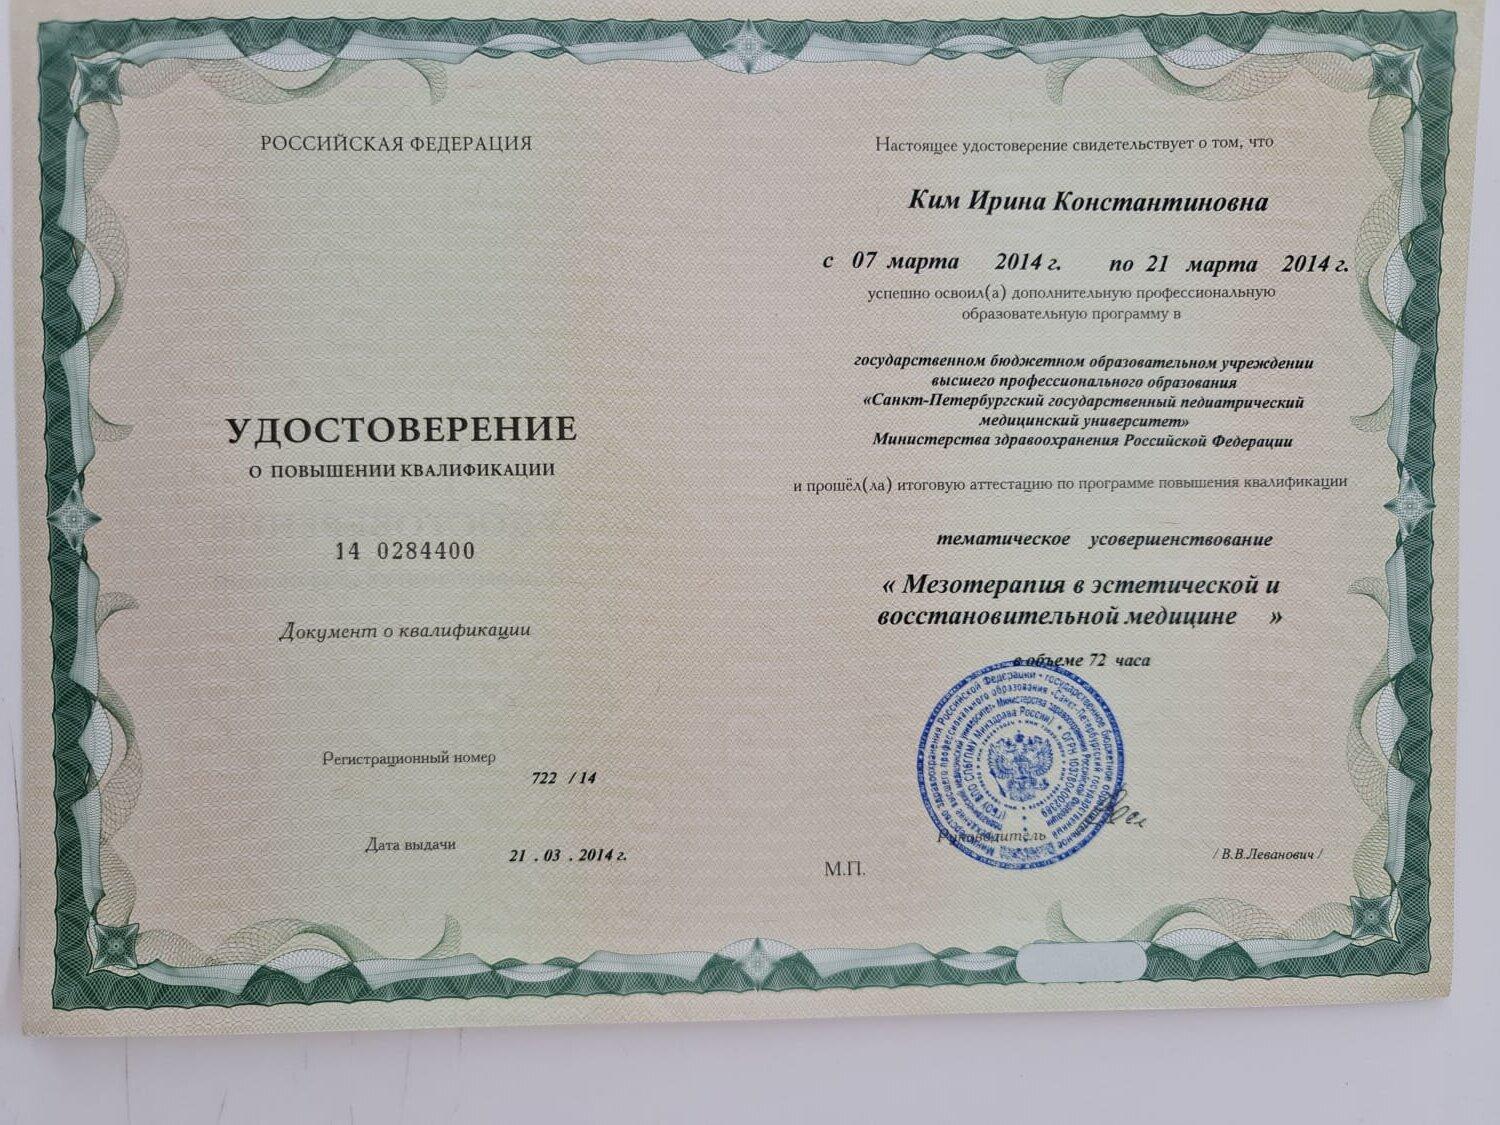 РОССИЙСКАЯ ФЕДЕРАЦИЯ
УДОСТОВЕРЕНИЕ
О ПОВЫШЕНИИ КВАЛИФИКАЦИИ
14 0284400
Документ о квалификации
Регистрационный номер
722 / 14
Дата выдачи
21 . 03 . 2014 г.
Настоящее удостоверение свидетельствует о том, что
Ким Ирина Константиновна
с 07 марта 2014 г. по 21 марта 2014 г.
успешно освоил(а) дополнительную профессиональную
образовательную программу в
государственном бюджетном образовательном учреждении
высшего профессионального образования
«Санкт-Петербургский государственный педиатрический
медицинский университет»
Министерства здравоохранения Российской Федерации
и прошёл(ла) итоговую аттестацию по программе повышения квалификации
тематическое усовершенствование
« Мезотерапия в эстетической и
восстановительной медицине »
в объеме 72 часа
Руководитель
/ В.В.Леванович /
М.П.